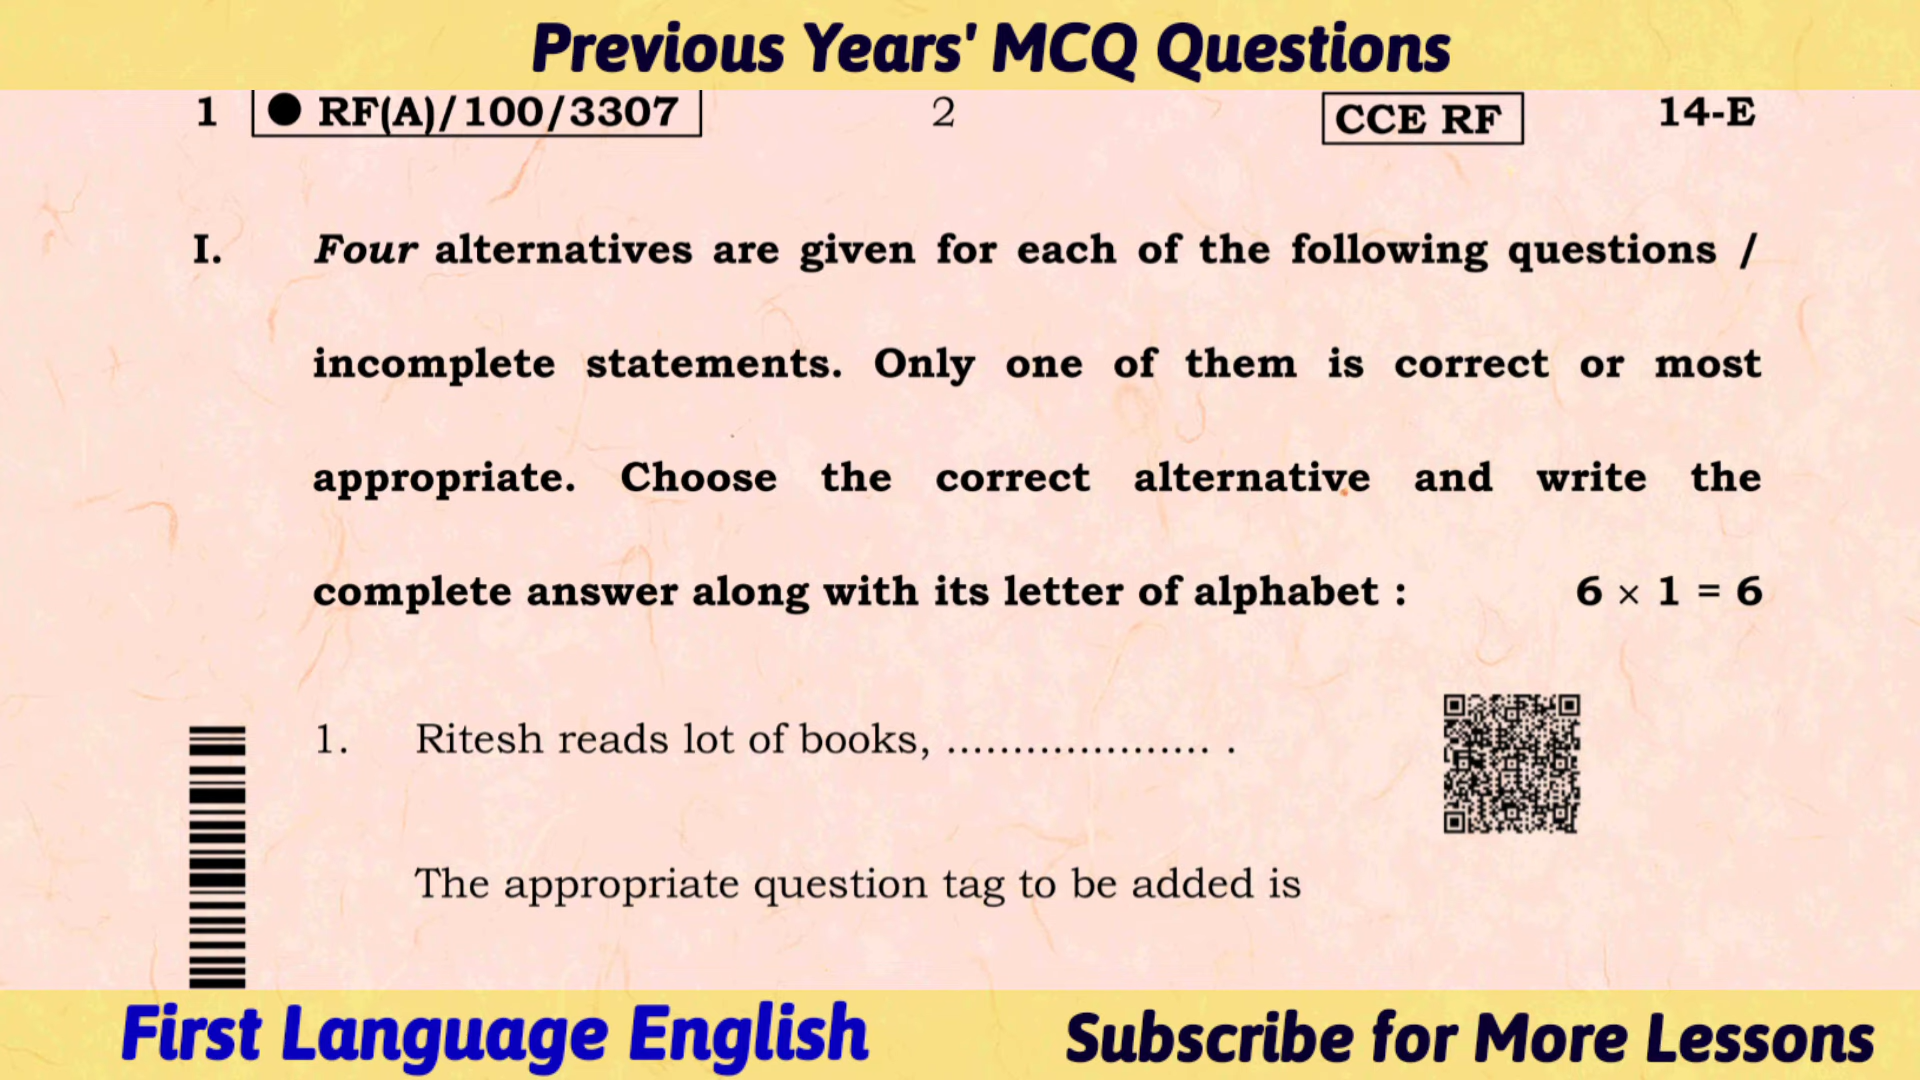 Previous Years' MCQ Questions
1 ● RF(A)/100/3307 2 CCE RF 14-E
I. Four alternatives are given for each of the following questions /
incomplete statements. Only one of them is correct or most
appropriate. Choose the correct alternative and write the
complete answer along with its letter of alphabet : 6 × 1 = 6
1. Ritesh reads lot of books, .................... .
The appropriate question tag to be added is
First Language English
Subscribe for More Lessons